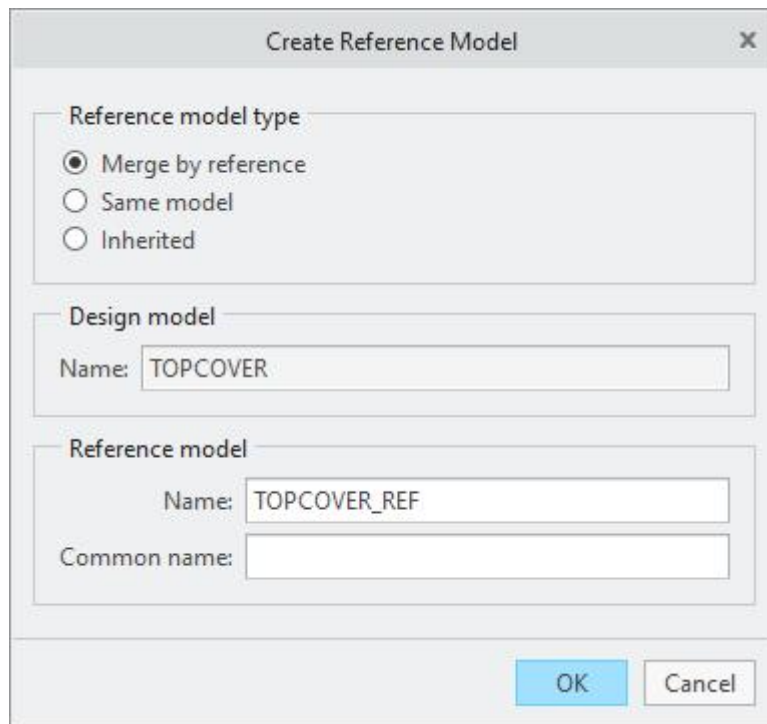 Create Reference Model
Reference model type
Merge by reference
Same model
Inherited
Design model
Name: TOPCOVER
Reference model
Name: TOPCOVER_REF
Common name:
OK Cancel